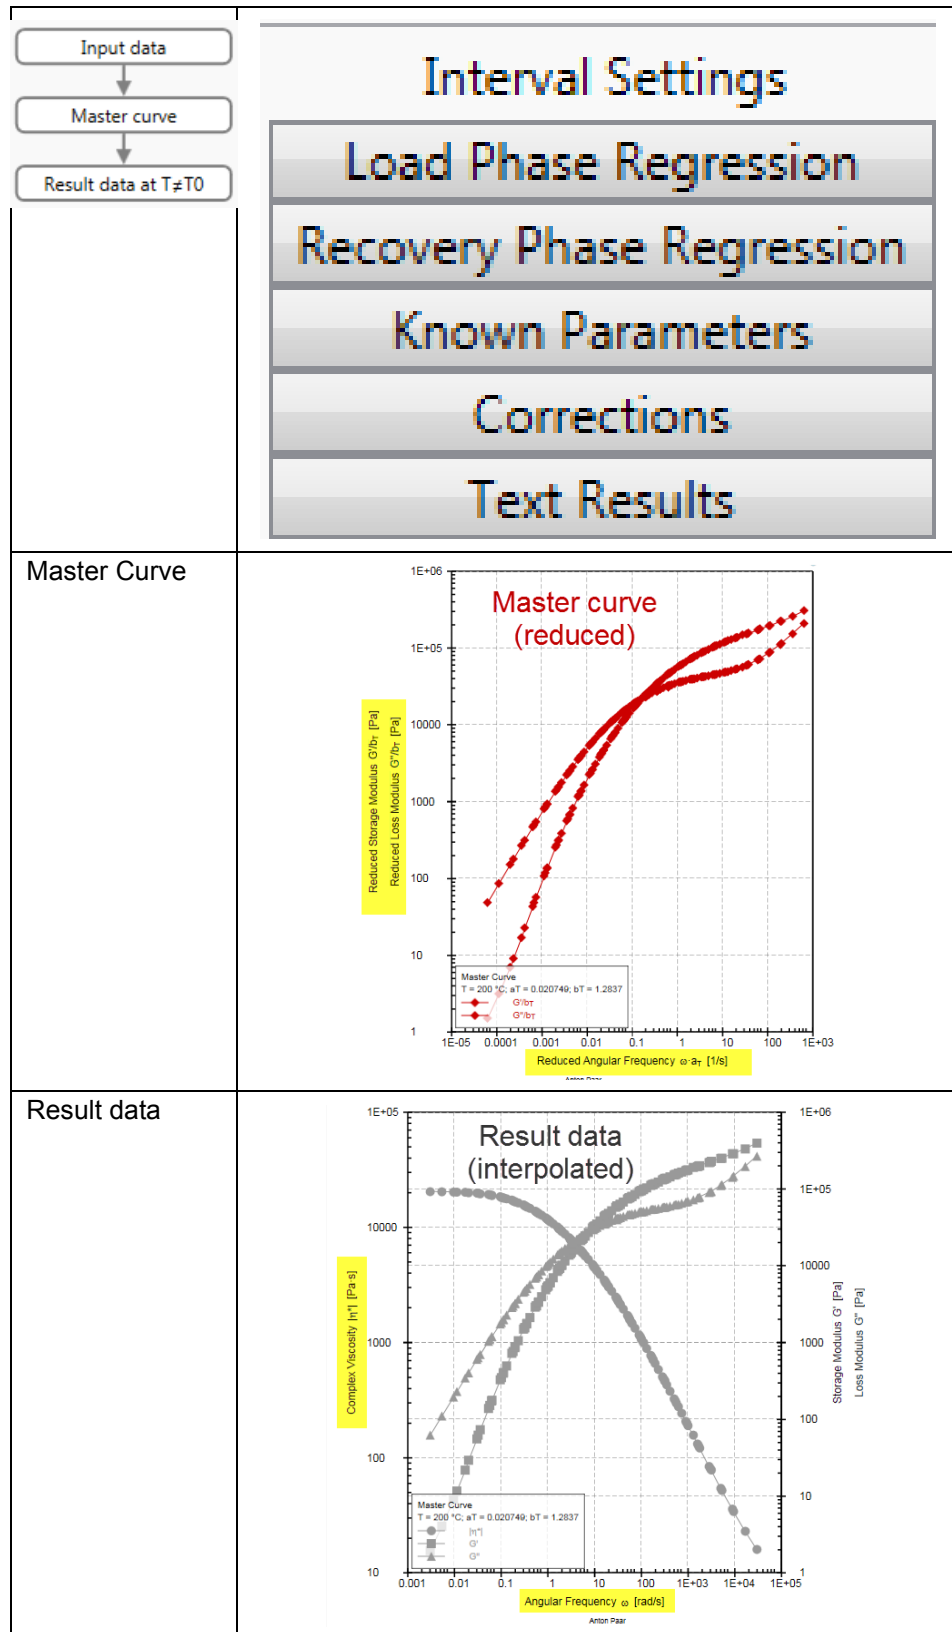 Input data
Master curve
Result data at T≠T0
Interval Settings
Load Phase Regression
Recovery Phase Regression
Known Parameters
Corrections
Text Results
Master Curve
Master curve
(reduced)
1E+06
1E+05
10000
1000
100
10
1
Reduced Storage Modulus G'/bT [Pa]
Reduced Loss Modulus G"/bT [Pa]
Master Curve
T = 200 °C; aT = 0.020749; bT = 1.2837
G'/bT
G"/bT
1E-05 0.0001 0.001 0.01 0.1 1 10 100 1E+03
Reduced Angular Frequency ω·aT [1/s]
Anton Paar
Result data
Result data
(interpolated)
1E+05
10000
1000
100
10
Complex Viscosity |η*| [Pa·s]
1E+06
1E+05
10000
1000
100
10
1
Storage Modulus G' [Pa]
Loss Modulus G" [Pa]
Master Curve
T = 200 °C; aT = 0.020749; bT = 1.2837
|η*|
G'
G"
0.001 0.01 0.1 1 10 100 1E+03 1E+04 1E+05
Angular Frequency ω [rad/s]
Anton Paar